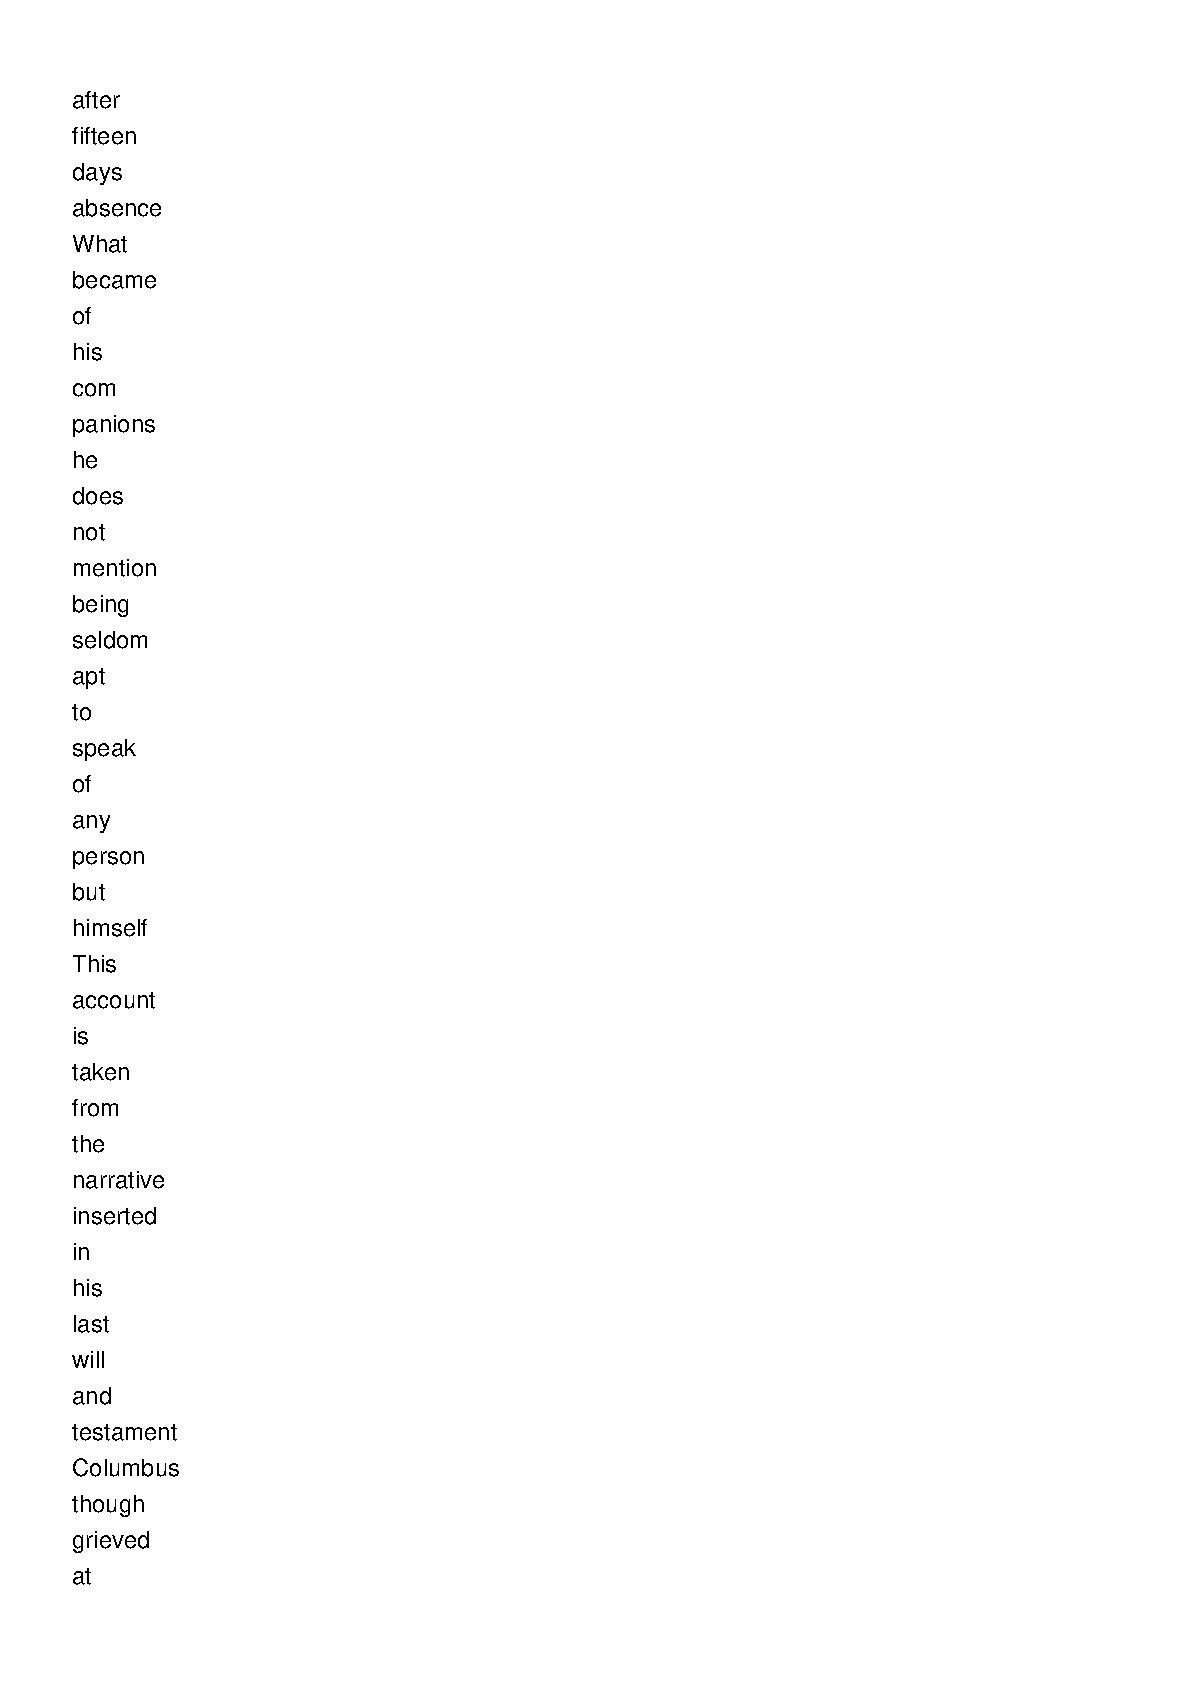 after
fifteen
days
absence
What
became
of
his
com
panions
he
does
not
mention
being
seldom
apt
to
speak
of
any
person
but
himself
This
account
is
taken
from
the
narrative
inserted
in
his
last
will
and
testament
Columbus
though
grieved
at